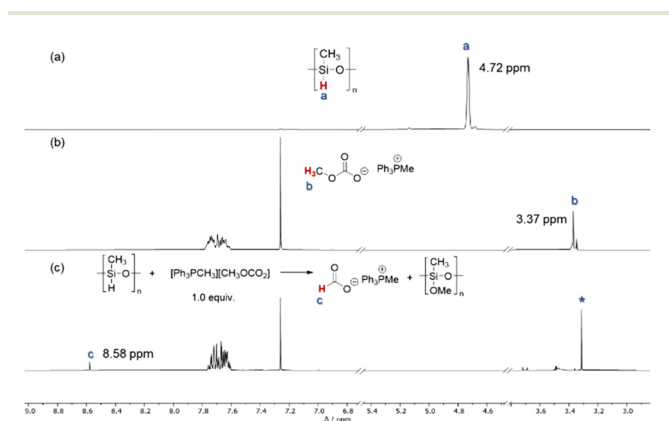 (a)
CH₃
Si O
H
a
n
a
4.72 ppm
(b)
H₃C
O
O
O
⊖
⊕
Ph₃PMe
b
3.37 ppm
b
(c)
CH₃
Si O
H
n
+
[Ph₃PCH₃][CH₃OCO₂]
1.0 equiv.
O
H
O
⊖
⊕
Ph₃PMe
c
+
CH₃
Si O
OMe
n
c 8.58 ppm
*
9.0 8.8 8.6 8.4 8.2 8.0 7.8 7.6 7.4 7.2 7.0 6.8 6.6 5.4 5.2 5.0 4.8 4.6 3.6 3.4 3.2 3.0
δ / ppm